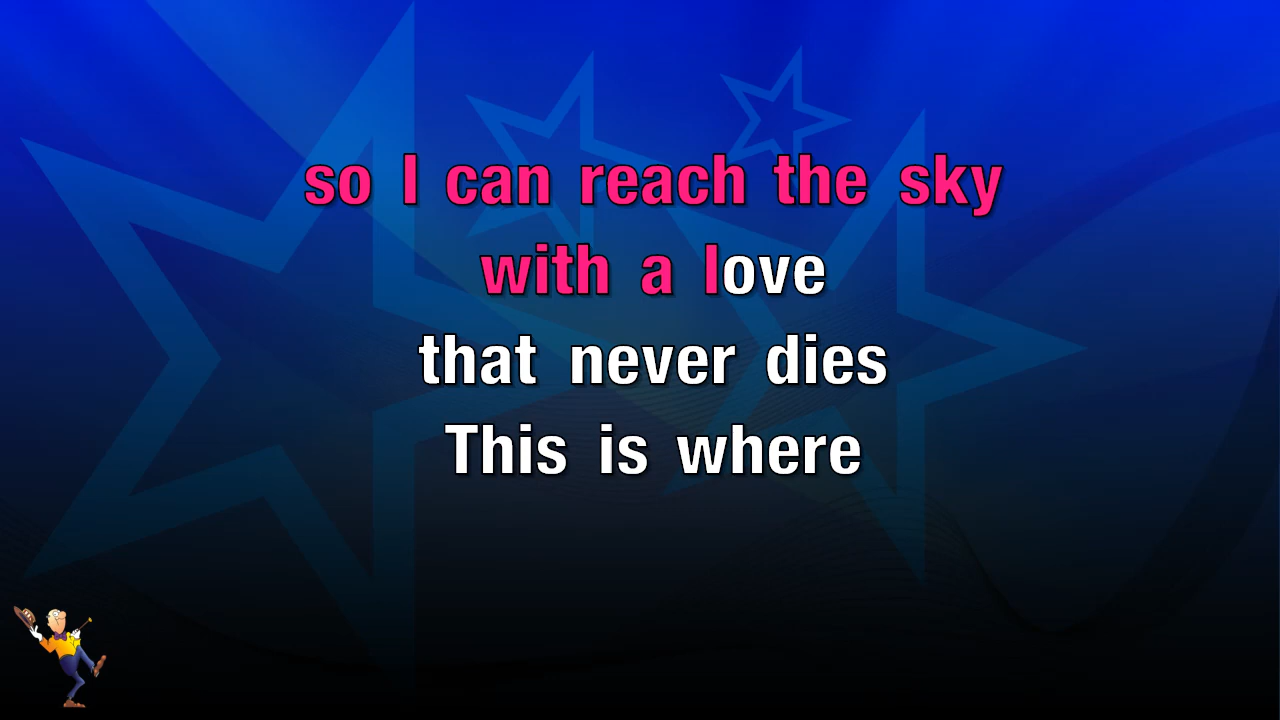 so I can reach the sky
with a love
that never dies
This is where